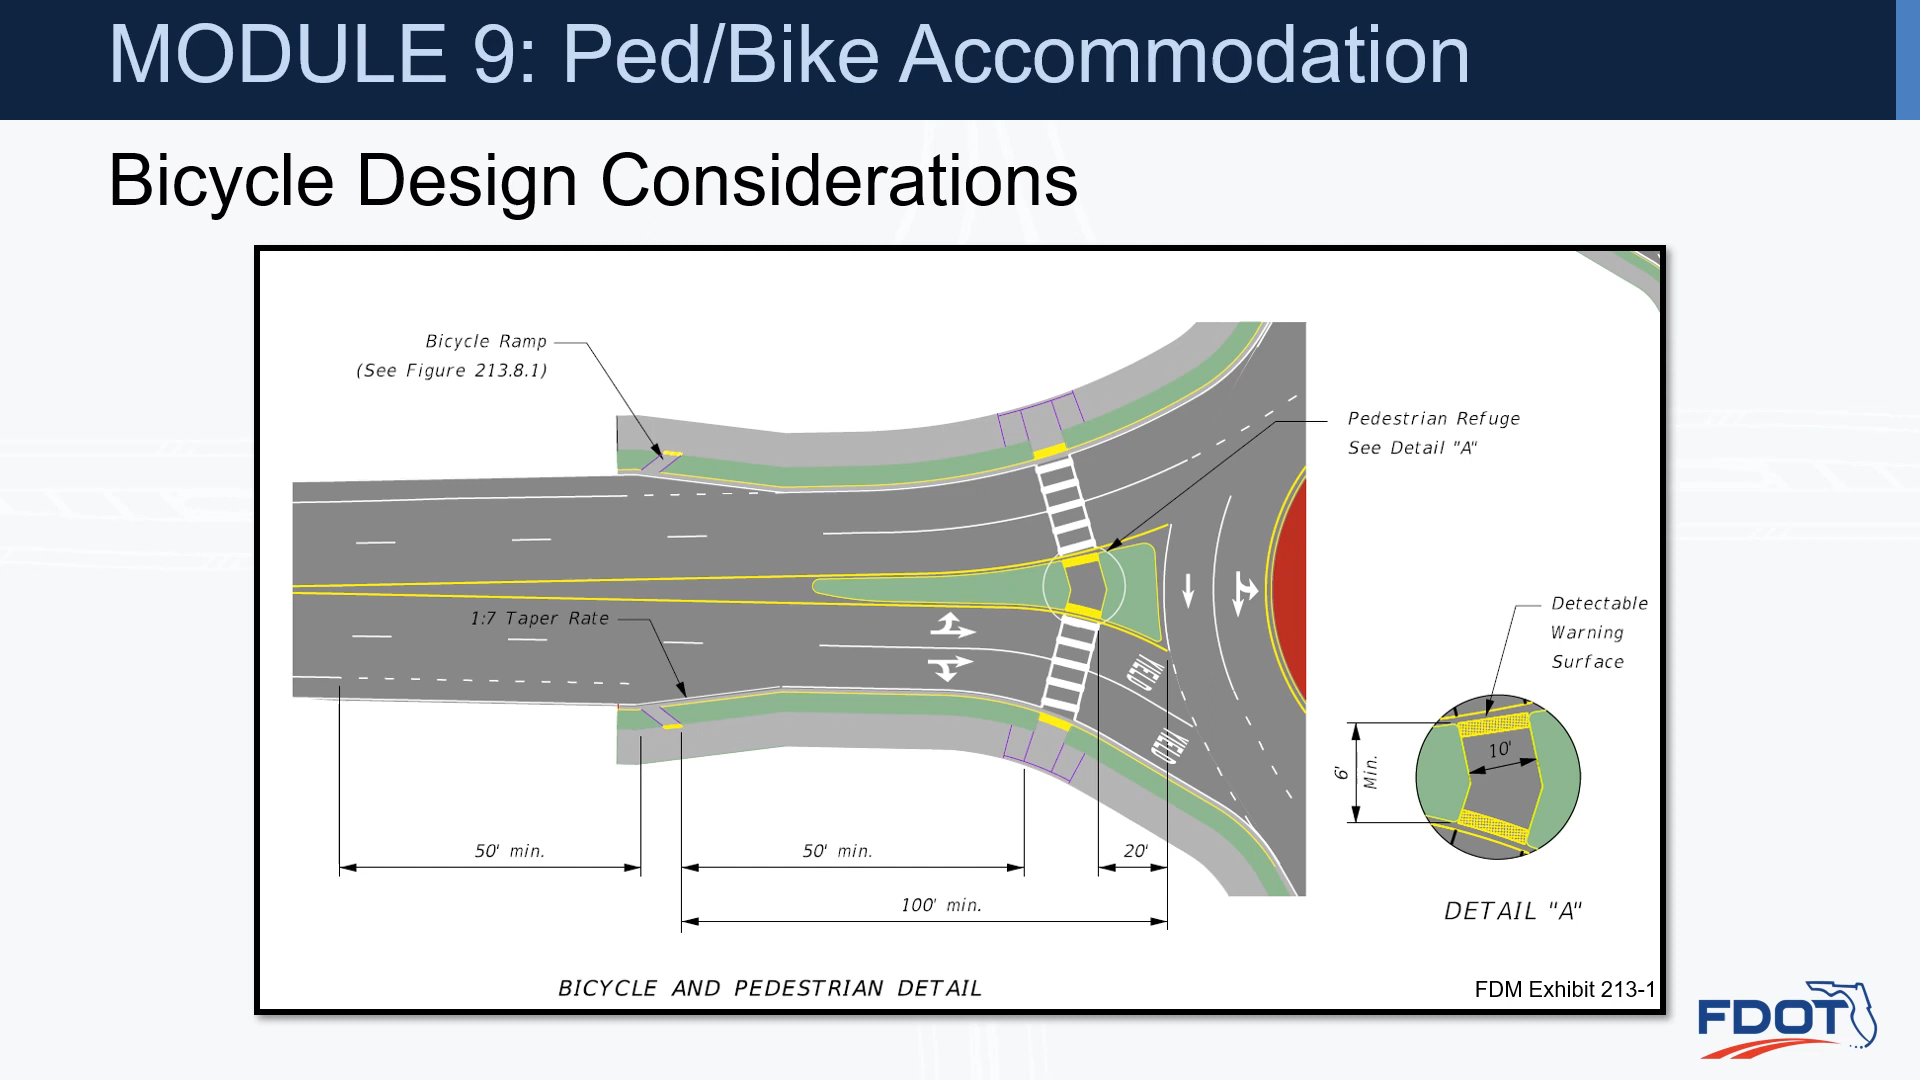 MODULE 9: Ped/Bike Accommodation
Bicycle Design Considerations
Bicycle Ramp
(See Figure 213.8.1)
Pedestrian Refuge
See Detail "A"
1:7 Taper Rate
YIELD
YIELD
Detectable
Warning
Surface
10'
6'
Min.
50' min.
50' min.
20'
100' min.
DETAIL "A"
BICYCLE AND PEDESTRIAN DETAIL
FDM Exhibit 213-1
FDOT